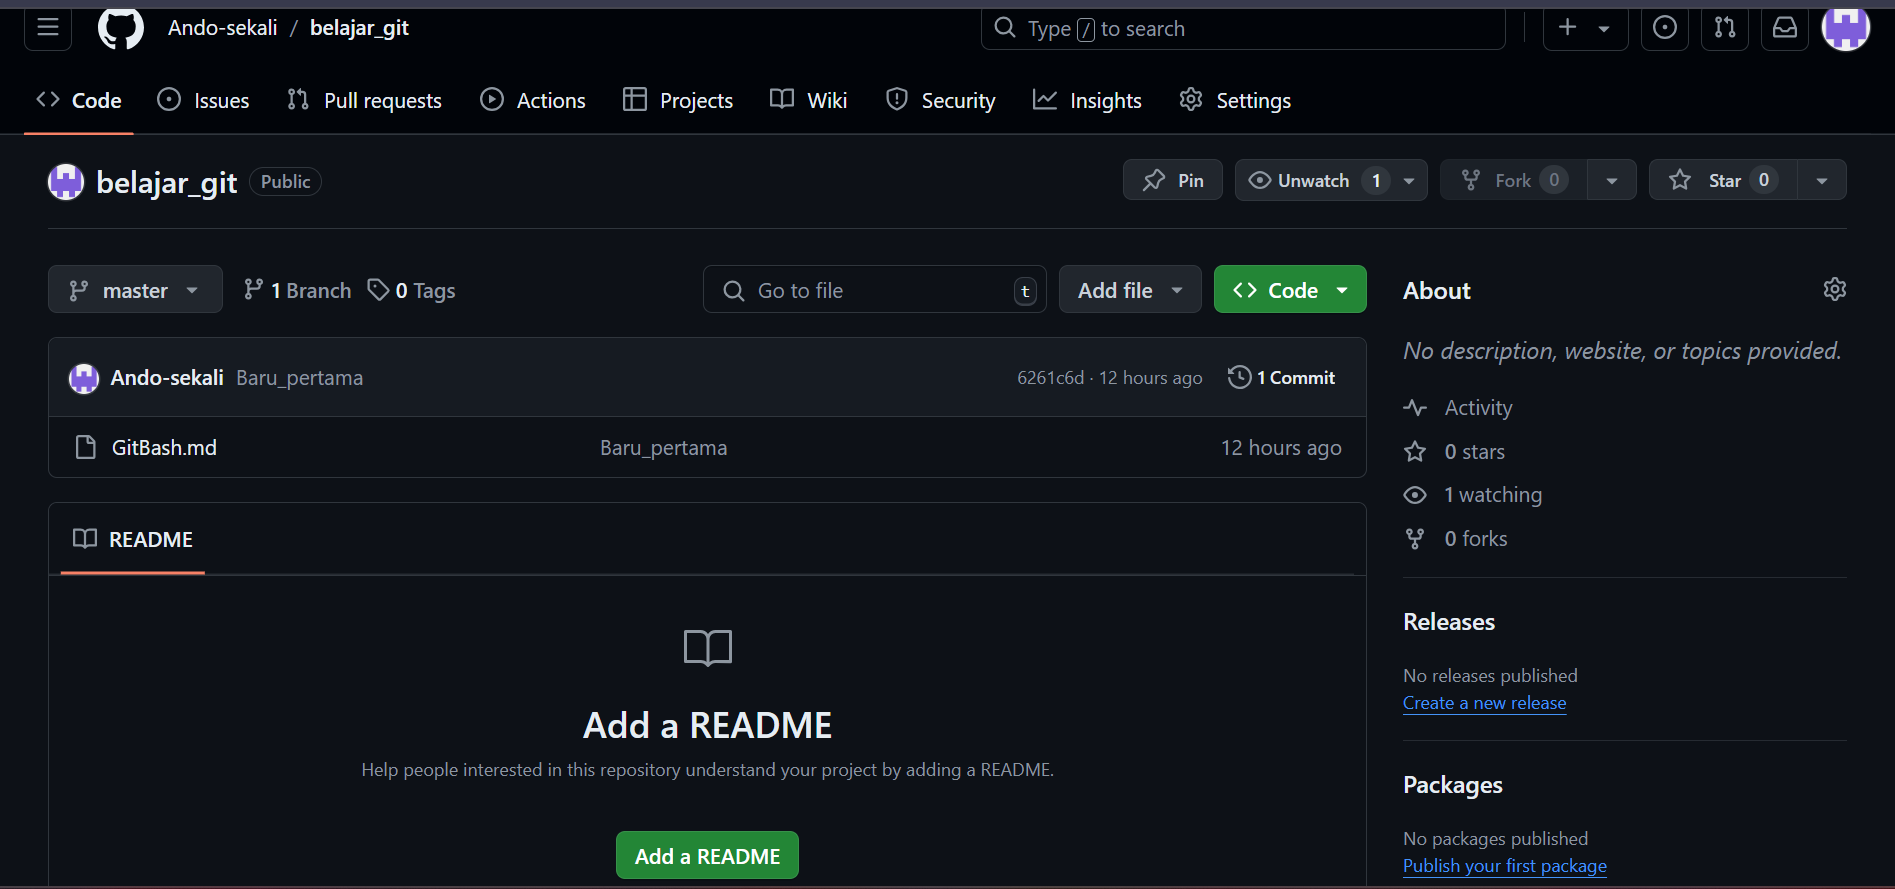 Ando-sekali / belajar_git
Type / to search
Code Issues Pull requests Actions Projects Wiki Security Insights Settings
belajar_git Public
Pin Unwatch 1 Fork 0 Star 0
master 1 Branch 0 Tags Go to file t Add file Code
Ando-sekali Baru_pertama 6261c6d · 12 hours ago 1 Commit
GitBash.md Baru_pertama 12 hours ago
README
Add a README
Help people interested in this repository understand your project by adding a README.
Add a README
About
No description, website, or topics provided.
Activity
0 stars
1 watching
0 forks
Releases
No releases published
Create a new release
Packages
No packages published
Publish your first package